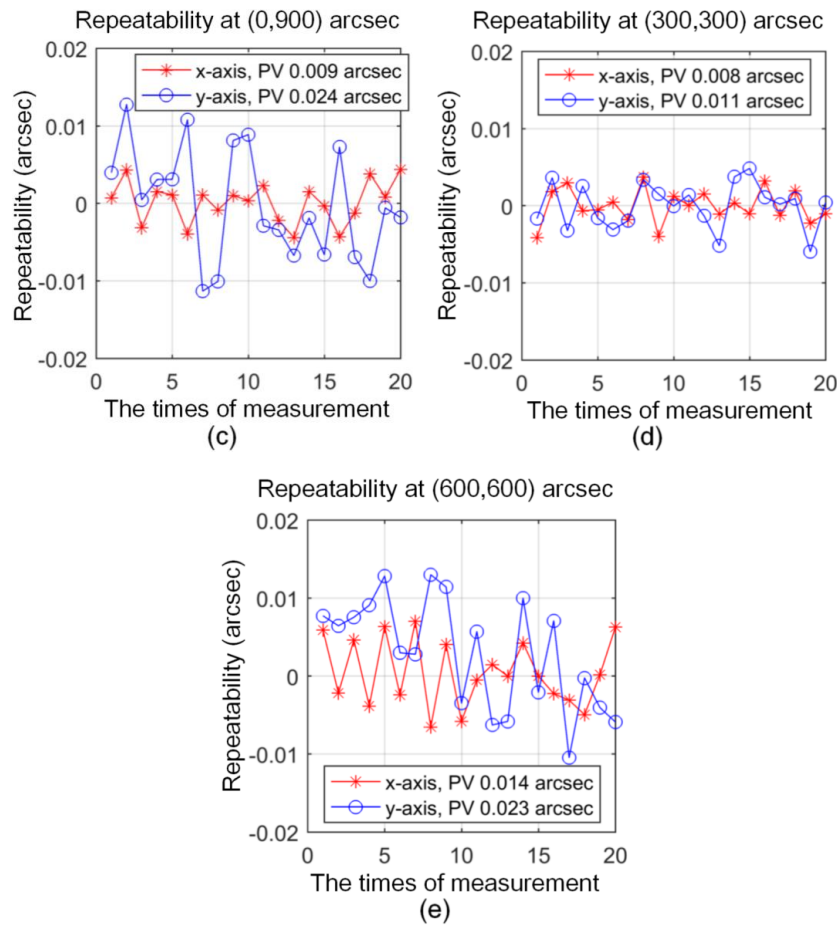 Repeatability at (0,900) arcsec
0.02
0.01
0
-0.01
-0.02
Repeatability (arcsec)
x-axis, PV 0.009 arcsec
y-axis, PV 0.024 arcsec
0 5 10 15 20
The times of measurement
(c)
Repeatability at (300,300) arcsec
0.02
0.01
0
-0.01
-0.02
Repeatability (arcsec)
x-axis, PV 0.008 arcsec
y-axis, PV 0.011 arcsec
0 5 10 15 20
The times of measurement
(d)
Repeatability at (600,600) arcsec
0.02
0.01
0
-0.01
-0.02
Repeatability (arcsec)
x-axis, PV 0.014 arcsec
y-axis, PV 0.023 arcsec
0 5 10 15 20
The times of measurement
(e)